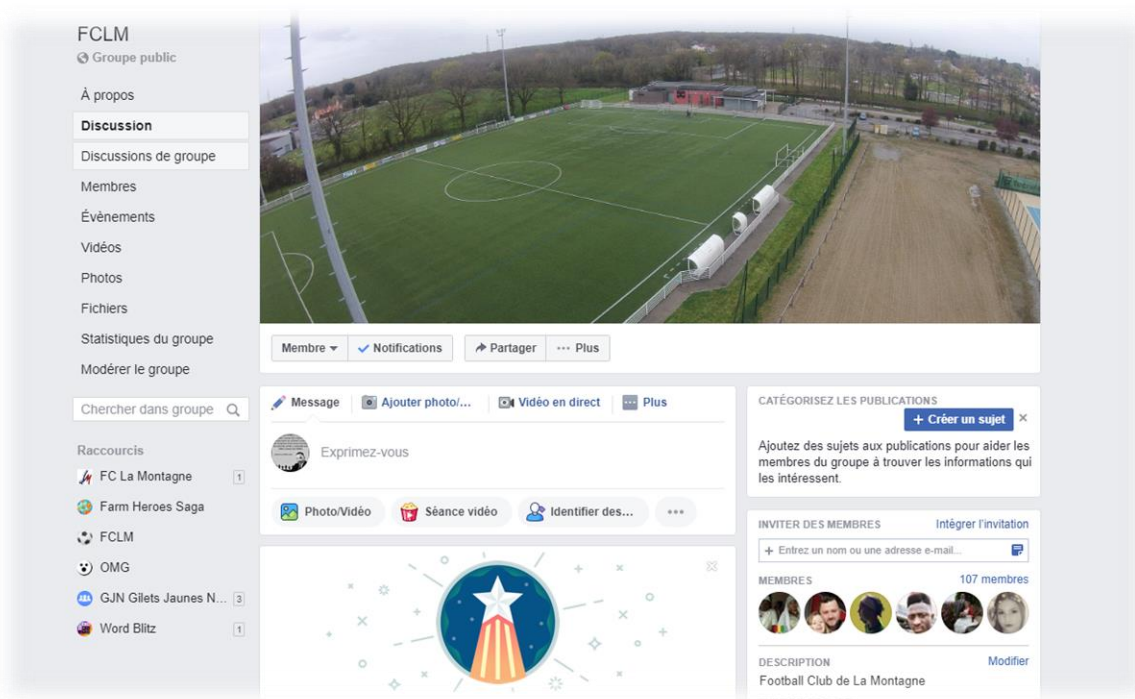 FCLM
Groupe public
À propos
Discussion
Discussions de groupe
Membres
Évènements
Vidéos
Photos
Fichiers
Statistiques du groupe
Modérer le groupe
Chercher dans groupe
Raccourcis
FC La Montagne 1
Farm Heroes Saga
FCLM
OMG
GJN Gilets Jaunes N... 3
Word Blitz 1
Membre Notifications Partager ··· Plus
Message Ajouter photo/... Vidéo en direct Plus
Exprimez-vous
Photo/Vidéo Séance vidéo Identifier des... •••
CATÉGORISEZ LES PUBLICATIONS
+ Créer un sujet ×
Ajoutez des sujets aux publications pour aider les
membres du groupe à trouver les informations qui
les intéressent.
INVITER DES MEMBRES Intégrer l'invitation
+ Entrez un nom ou une adresse e-mail...
MEMBRES 107 membres
DESCRIPTION Modifier
Football Club de La Montagne